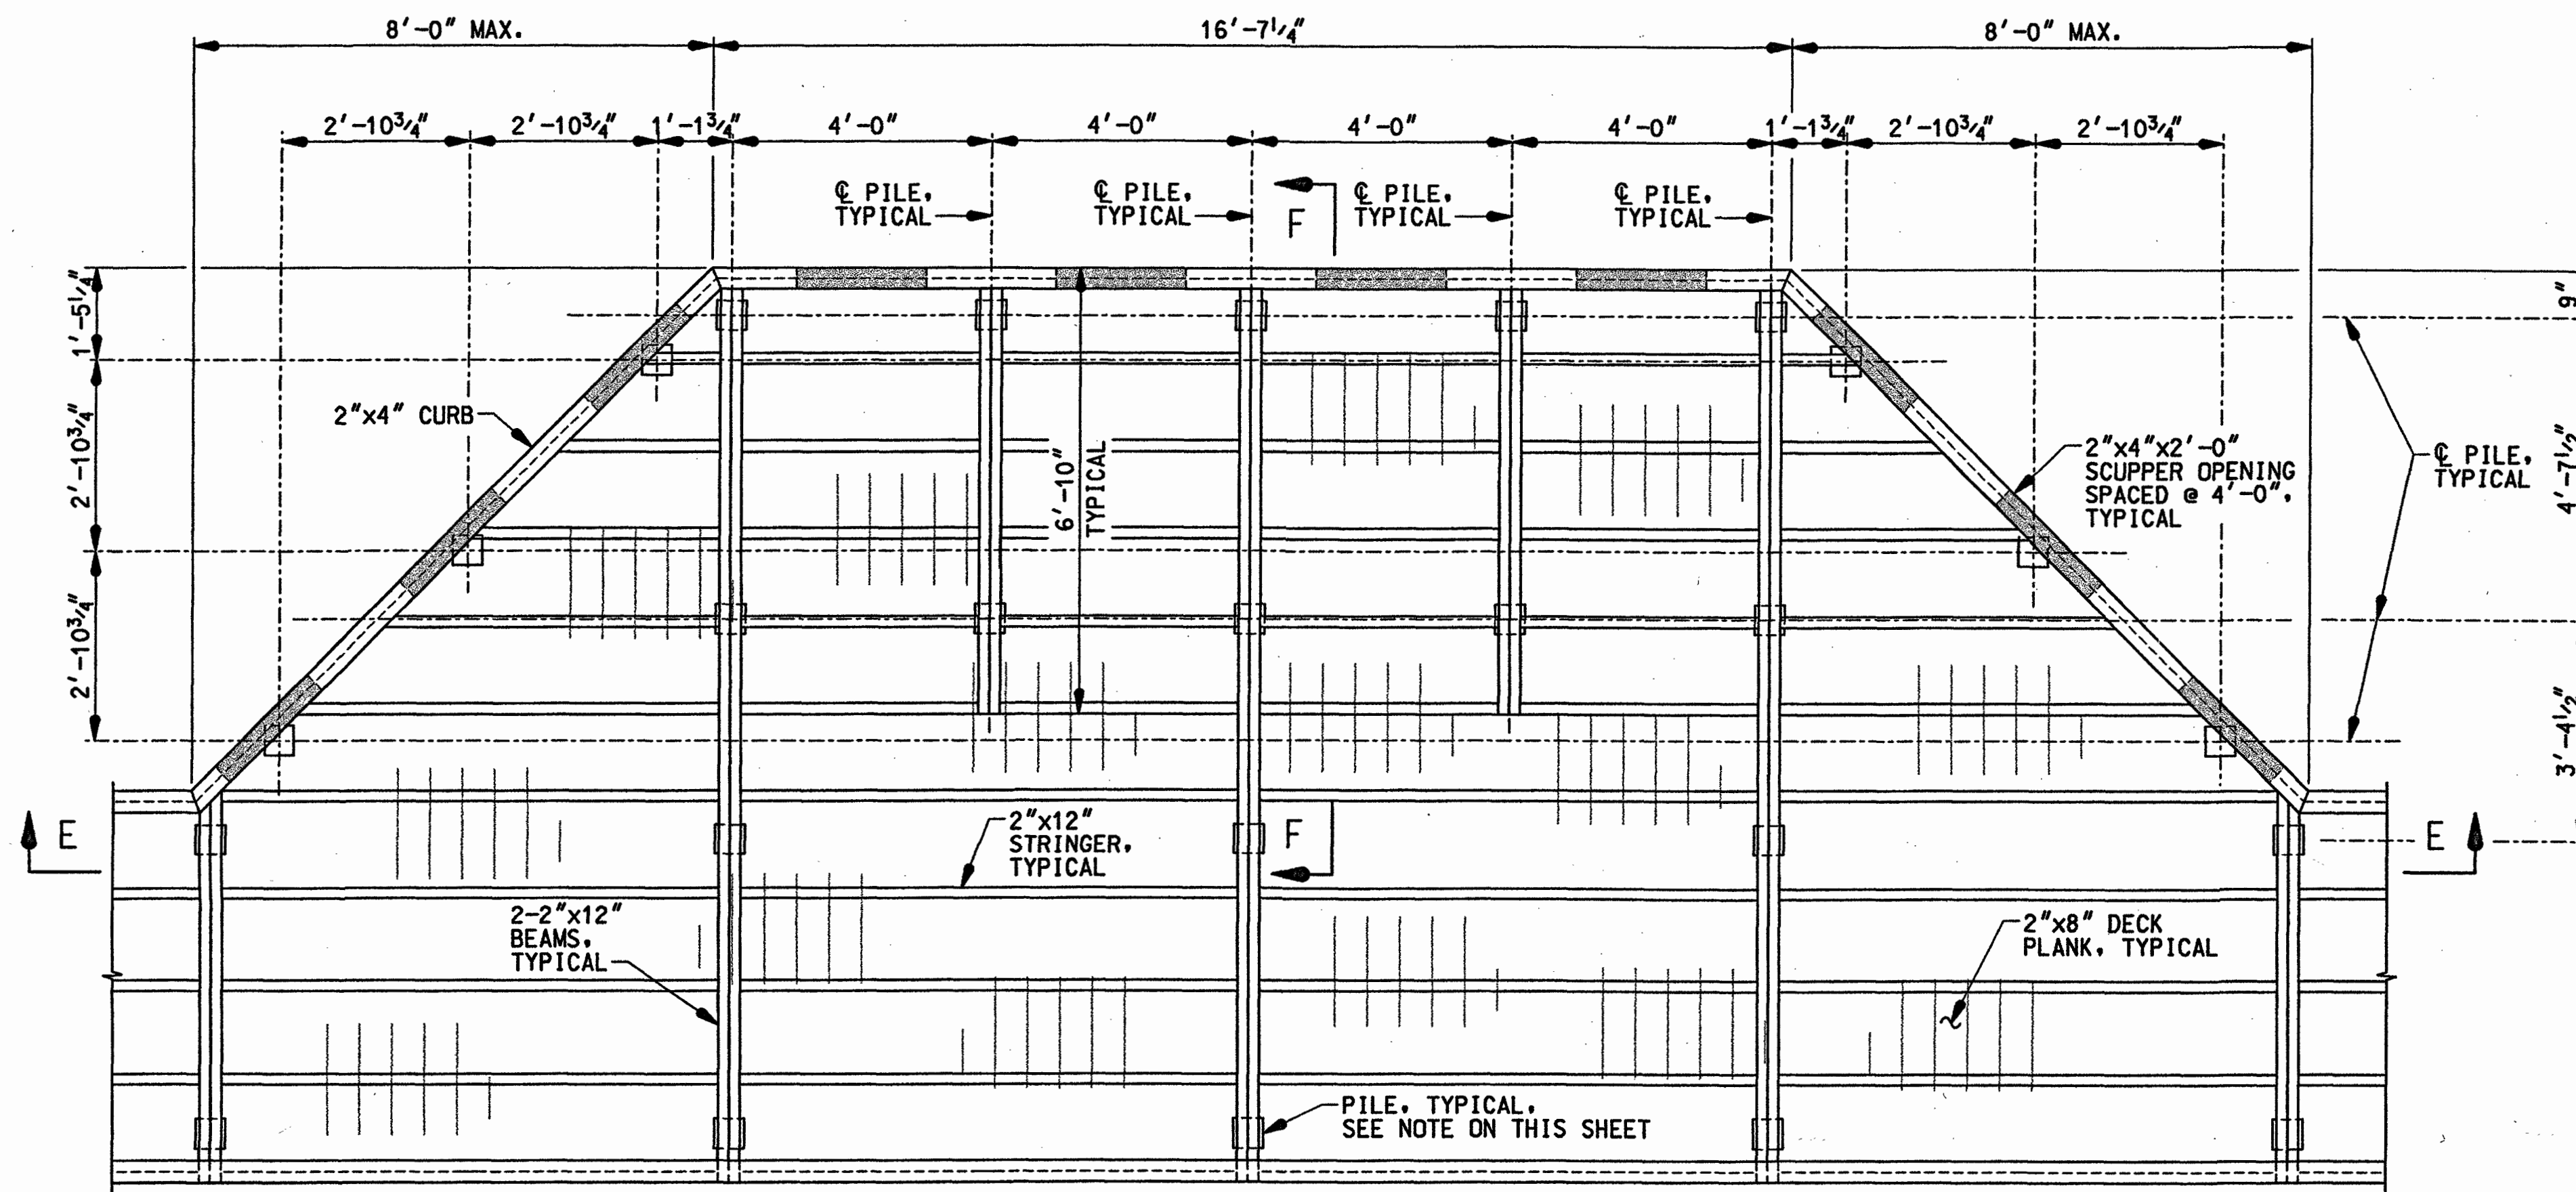 8'-0" MAX.
16'-7 1/4"
8'-0" MAX.
2'-10 3/4"
2'-10 3/4"
1'-1 3/4"
4'-0"
4'-0"
4'-0"
4'-0"
1'-1 3/4"
2'-10 3/4"
2'-10 3/4"
℄ PILE,
TYPICAL
℄ PILE,
TYPICAL
F
℄ PILE,
TYPICAL
℄ PILE,
TYPICAL
1'-5 1/4"
9"
2"x4" CURB
2'-10 3/4"
6'-10"
TYPICAL
2"x4"x2'-0"
SCUPPER OPENING
SPACED @ 4'-0",
TYPICAL
℄ PILE,
TYPICAL
4'-7 1/2"
2'-10 3/4"
3'-4 1/2"
E
2"x12"
STRINGER,
TYPICAL
F
E
2-2"x12"
BEAMS,
TYPICAL
2"x8" DECK
PLANK, TYPICAL
PILE, TYPICAL,
SEE NOTE ON THIS SHEET